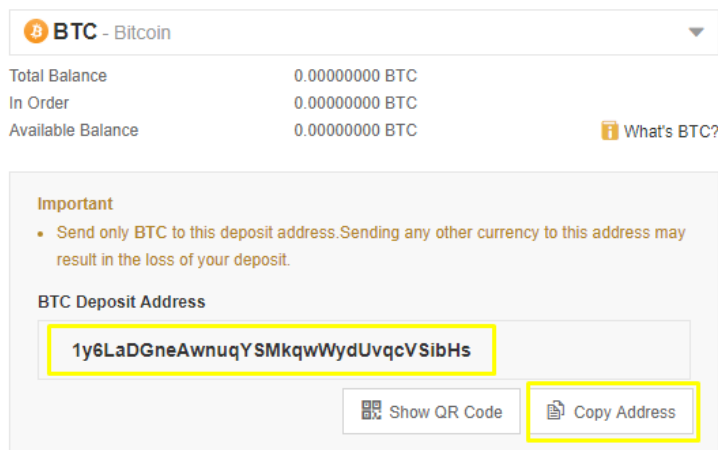 BTC - Bitcoin
Total Balance 0.00000000 BTC
In Order 0.00000000 BTC
Available Balance 0.00000000 BTC What's BTC?
Important
• Send only BTC to this deposit address.Sending any other currency to this address may
result in the loss of your deposit.
BTC Deposit Address
1y6LaDGneAwnuqYSMkqwWydUvqcVSibHs
Show QR Code Copy Address